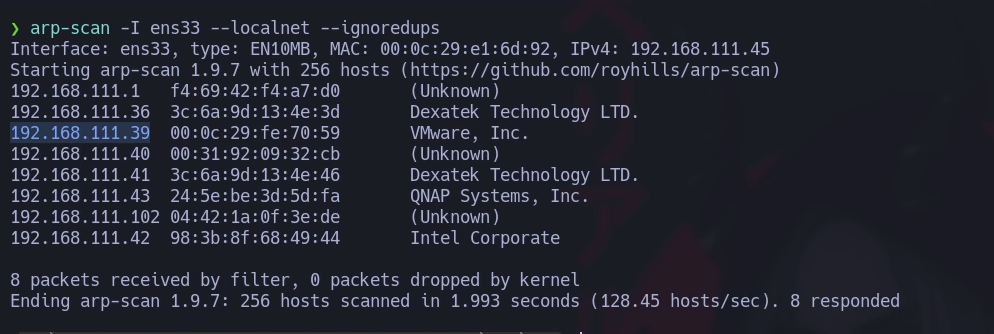 ❯ arp-scan -I ens33 --localnet --ignoredups
Interface: ens33, type: EN10MB, MAC: 00:0c:29:e1:6d:92, IPv4: 192.168.111.45
Starting arp-scan 1.9.7 with 256 hosts (https://github.com/royhills/arp-scan)
192.168.111.1   f4:69:42:f4:a7:d0       (Unknown)
192.168.111.36  3c:6a:9d:13:4e:3d       Dexatek Technology LTD.
192.168.111.39  00:0c:29:fe:70:59       VMware, Inc.
192.168.111.40  00:31:92:09:32:cb       (Unknown)
192.168.111.41  3c:6a:9d:13:4e:46       Dexatek Technology LTD.
192.168.111.43  24:5e:be:3d:5d:fa       QNAP Systems, Inc.
192.168.111.102 04:42:1a:0f:3e:de       (Unknown)
192.168.111.42  98:3b:8f:68:49:44       Intel Corporate
8 packets received by filter, 0 packets dropped by kernel
Ending arp-scan 1.9.7: 256 hosts scanned in 1.993 seconds (128.45 hosts/sec). 8 responded